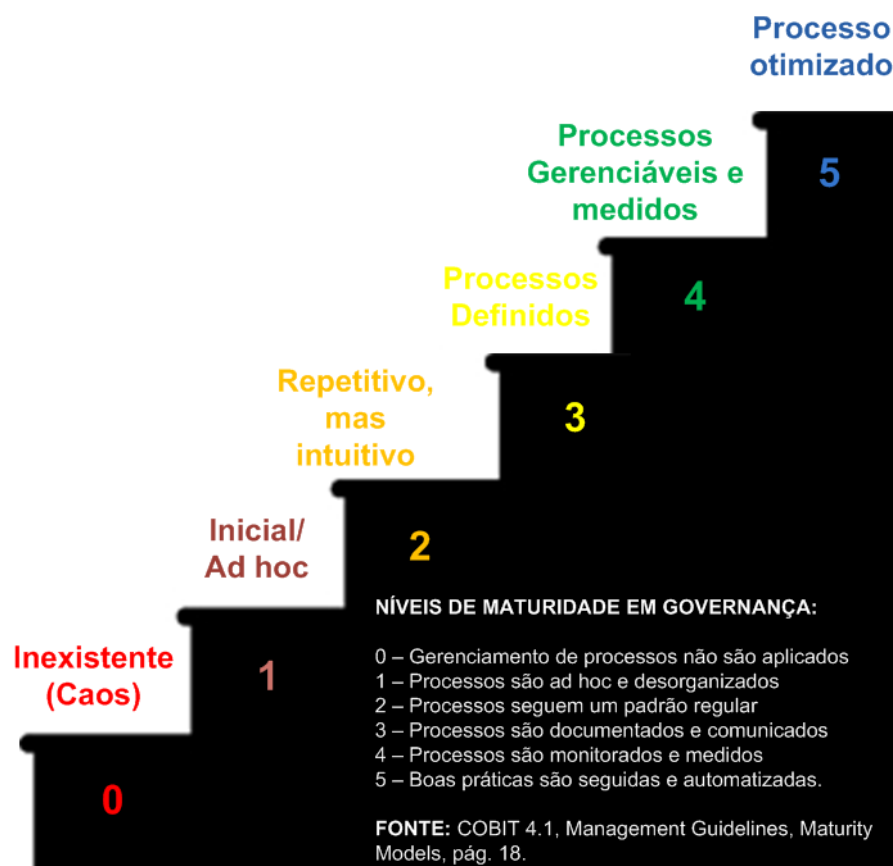 Processo
otimizado
5
Processos
Gerenciáveis e
medidos
4
Processos
Definidos
3
Repetitivo,
mas
intuitivo
2
Inicial/
Ad hoc
1
Inexistente
(Caos)
0
NÍVEIS DE MATURIDADE EM GOVERNANÇA:
0 – Gerenciamento de processos não são aplicados
1 – Processos são ad hoc e desorganizados
2 – Processos seguem um padrão regular
3 – Processos são documentados e comunicados
4 – Processos são monitorados e medidos
5 – Boas práticas são seguidas e automatizadas.
FONTE: COBIT 4.1, Management Guidelines, Maturity
Models, pág. 18.